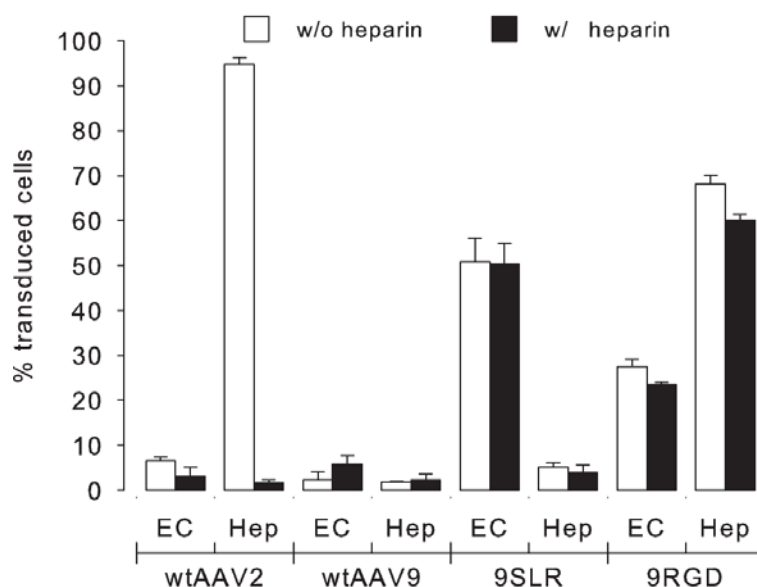 w/o heparin w/ heparin
% transduced cells
100
90
80
70
60
50
40
30
20
10
0
EC Hep EC Hep EC Hep EC Hep
wtAAV2 wtAAV9 9SLR 9RGD